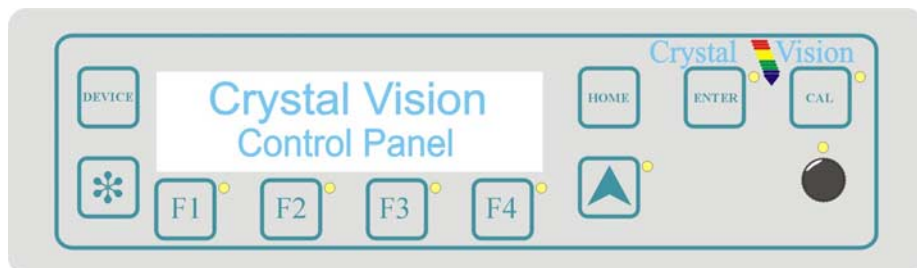 Crystal Vision
DEVICE
Crystal Vision
Control Panel
HOME
ENTER
CAL
F1
F2
F3
F4